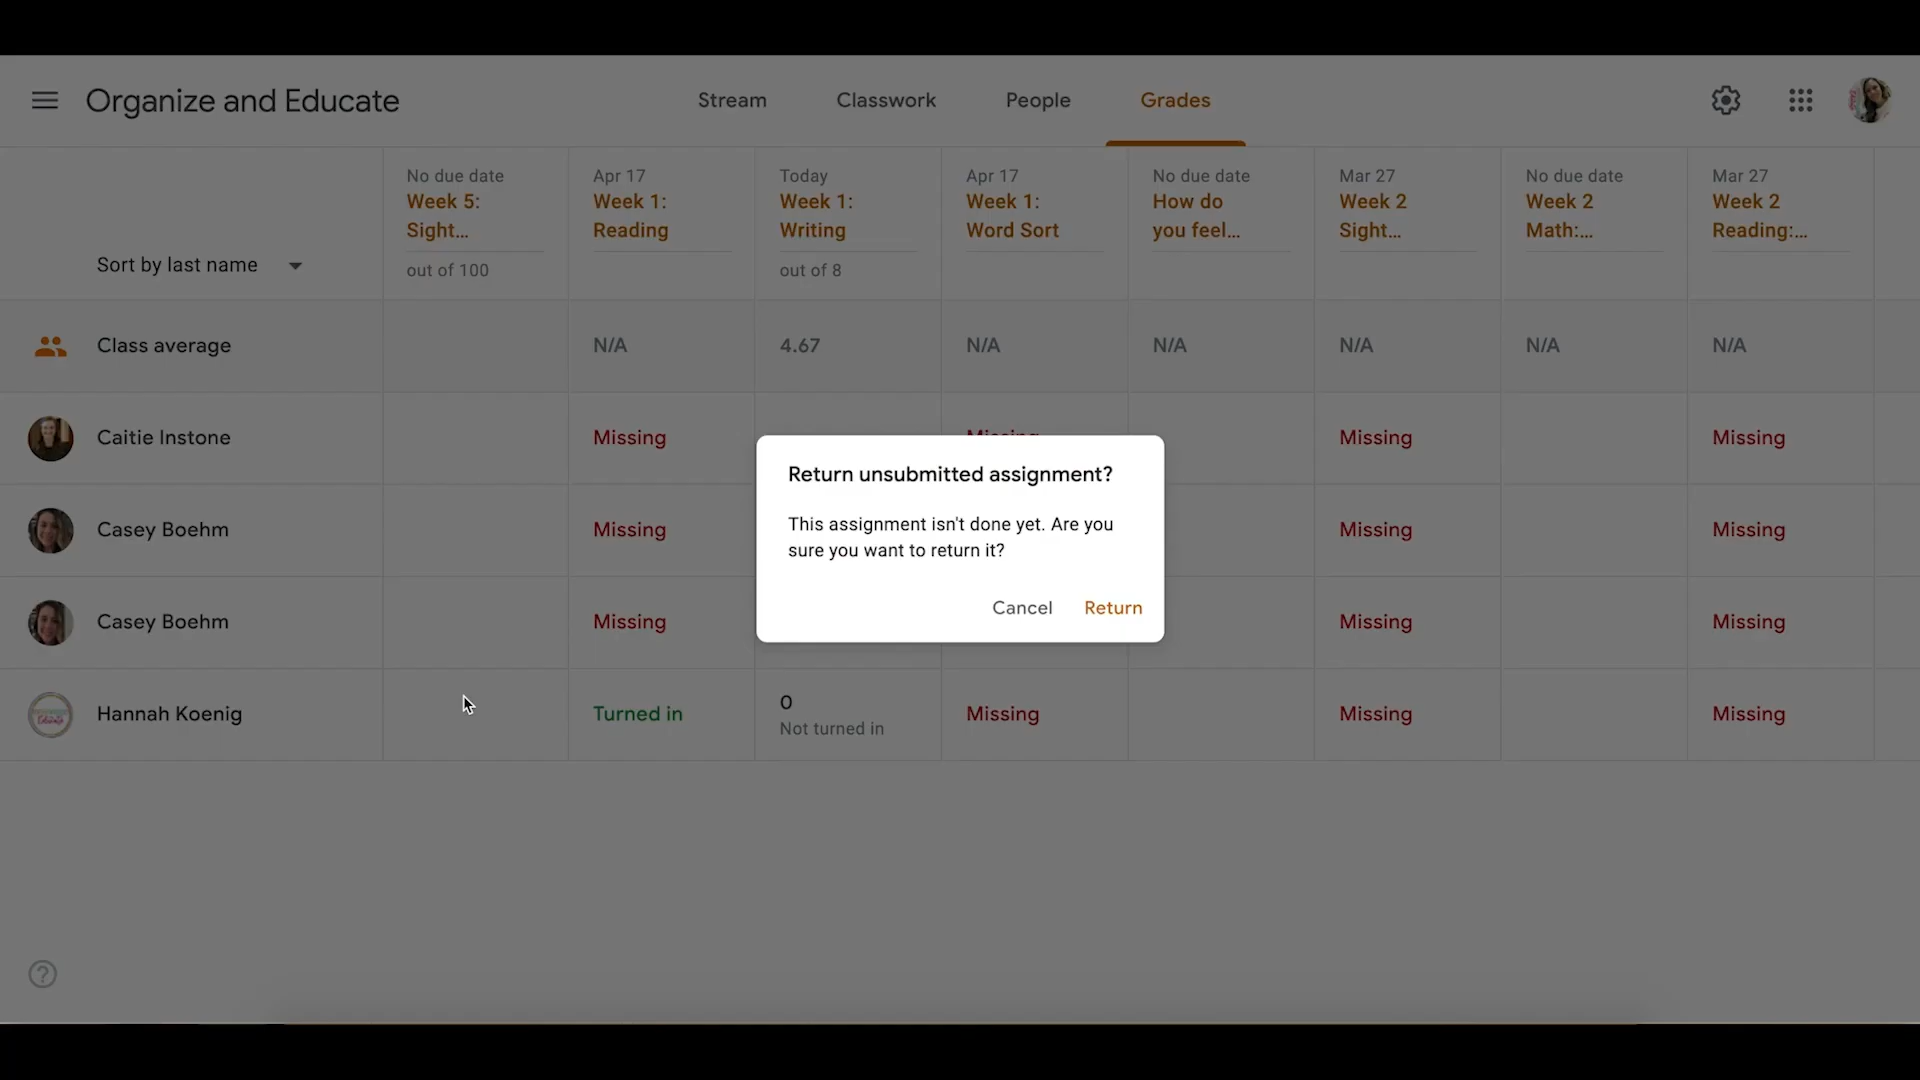 Organize and Educate
Stream
Classwork
People
Grades
No due date
Week 5:
Sight...
out of 100
Apr 17
Week 1:
Reading
Today
Week 1:
Writing
out of 8
Apr 17
Week 1:
Word Sort
No due date
How do
you feel...
Mar 27
Week 2
Sight...
No due date
Week 2
Math:...
Mar 27
Week 2
Reading:...
Sort by last name
Class average
N/A
4.67
N/A
N/A
N/A
N/A
N/A
Caitie Instone
Missing
Missing
Missing
Missing
Casey Boehm
Missing
Missing
Missing
Casey Boehm
Missing
Missing
Missing
Educate
Hannah Koenig
Turned in
0
Not turned in
Missing
Missing
Missing
Return unsubmitted assignment?
This assignment isn't done yet. Are you
sure you want to return it?
Cancel
Return